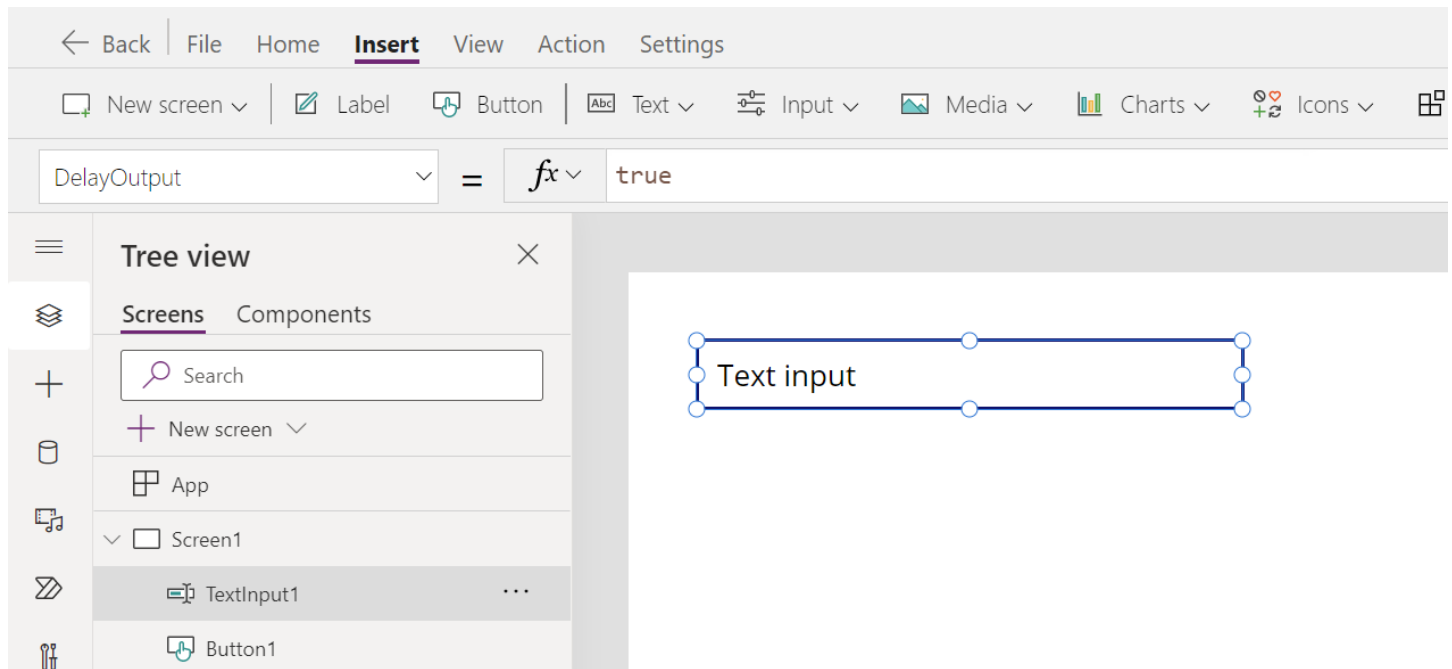 Back File Home Insert View Action Settings
New screen Label Button Abc Text Input Media Charts Icons
DelayOutput = fx true
Tree view
Screens Components
Search
New screen
App
Screen1
TextInput1 ...
Button1
Text input